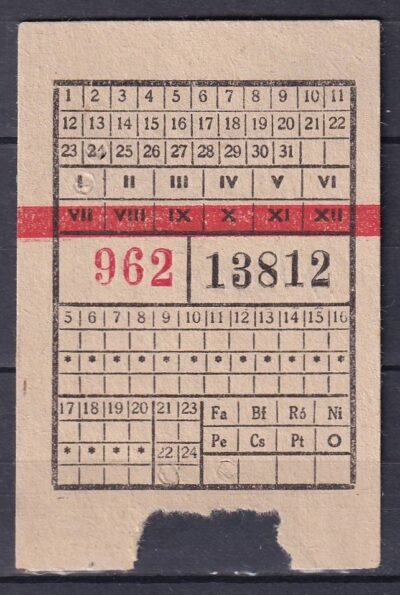 1 2 3 4 5 6 7 8 9 10 11
12 13 14 15 16 17 18 19 20 21 22
23 24 25 26 27 28 29 30 31
I II III IV V VI
VII VIII IX X XI XII
962 13812
5 6 7 8 9 10 11 12 13 14 15 16
* * * * * * * * * * * *
17 18 19 20 21 23
Fa Bf Ró Ni
* * * * 22 24
Pe Cs Pt O